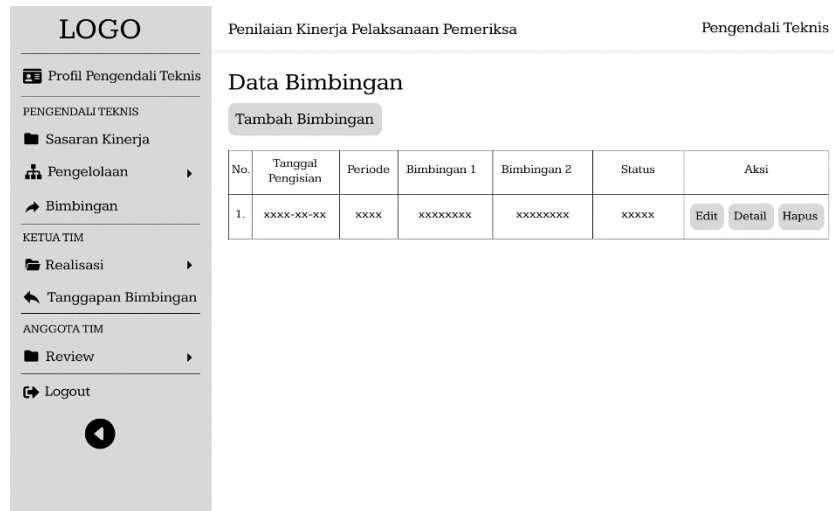 LOGO
Profil Pengendali Teknis
PENGENDALI TEKNIS
Sasaran Kinerja
Pengelolaan
Bimbingan
KETUA TIM
Realisasi
Tanggapan Bimbingan
ANGGOTA TIM
Review
Logout
Penilaian Kinerja Pelaksanaan Pemeriksa
Pengendali Teknis
Data Bimbingan
Tambah Bimbingan
No. Tanggal Pengisian Periode Bimbingan 1 Bimbingan 2 Status Aksi
1. xxxx-xx-xx xxxx xxxxxxxx xxxxxxxx xxxxx Edit Detail Hapus